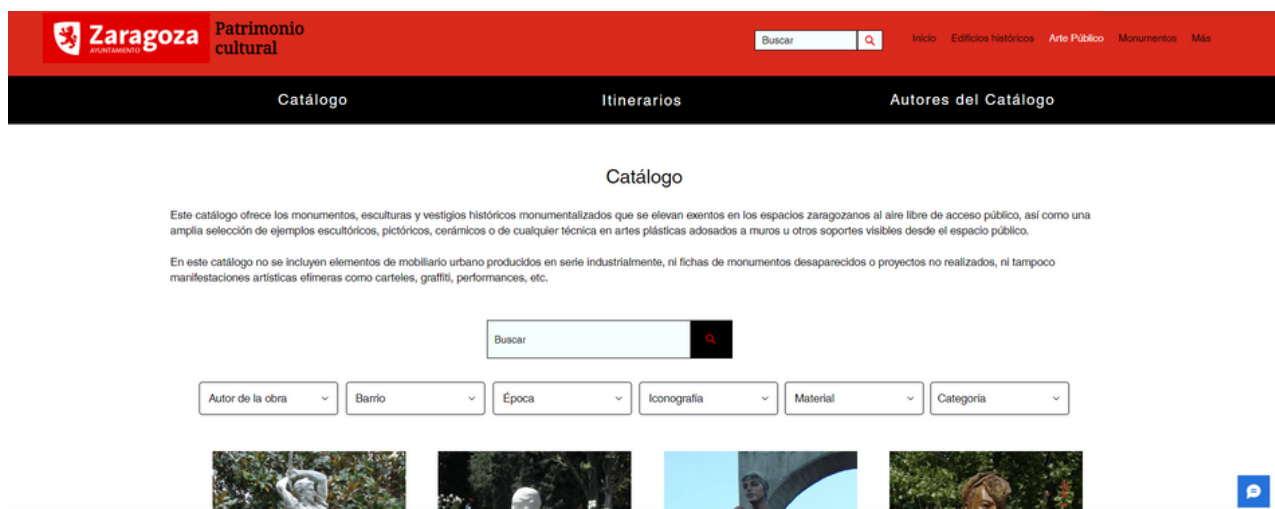 Zaragoza
AYUNTAMIENTO
Patrimonio
cultural
Buscar
Inicio Edificios históricos Arte Público Monumentos Más
Catálogo Itinerarios Autores del Catálogo
Catálogo
Este catálogo ofrece los monumentos, esculturas y vestigios históricos monumentalizados que se elevan exentos en los espacios zaragozanos al aire libre de acceso público, así como una
amplia selección de ejemplos escultóricos, pictóricos, cerámicos o de cualquier técnica en artes plásticas adosados a muros u otros soportes visibles desde el espacio público.
En este catálogo no se incluyen elementos de mobiliario urbano producidos en serie industrialmente, ni fichas de monumentos desaparecidos o proyectos no realizados, ni tampoco
manifestaciones artísticas efímeras como carteles, graffiti, performances, etc.
Buscar
Autor de la obra Barrio Época Iconografía Material Categoría